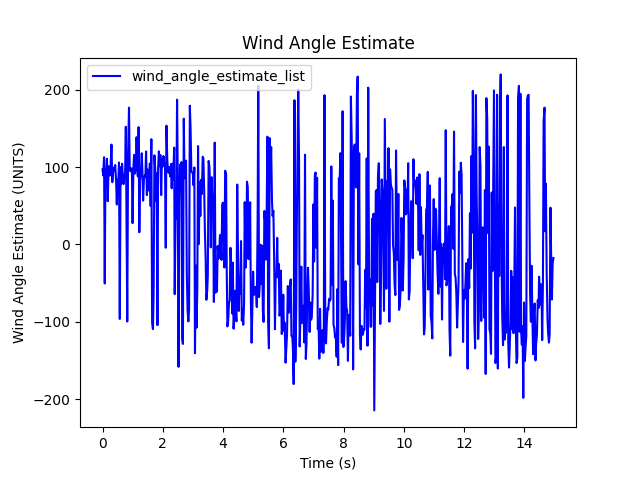 Wind Angle Estimate
wind_angle_estimate_list
Wind Angle Estimate (UNITS)
200
100
0
−100
−200
0 2 4 6 8 10 12 14
Time (s)